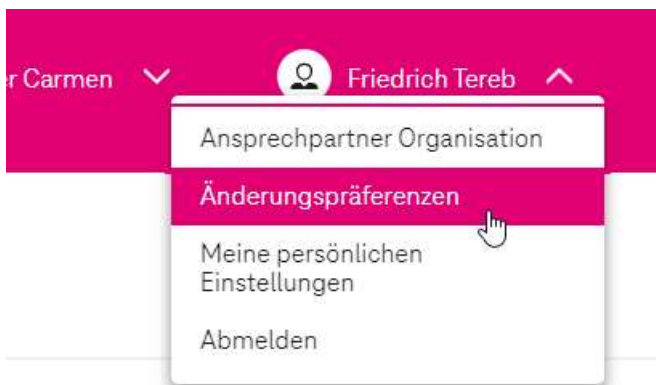 r Carmen
Friedrich Tereb
Ansprechpartner Organisation
Änderungspräferenzen
Meine persönlichen
Einstellungen
Abmelden